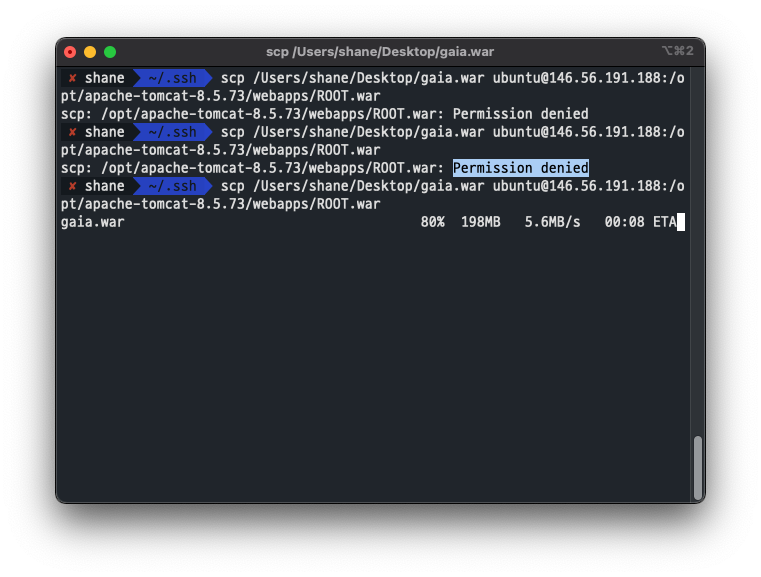 scp /Users/shane/Desktop/gaia.war
⌥⌘2
✘ shane ~/.ssh scp /Users/shane/Desktop/gaia.war ubuntu@146.56.191.188:/o
pt/apache-tomcat-8.5.73/webapps/ROOT.war
scp: /opt/apache-tomcat-8.5.73/webapps/ROOT.war: Permission denied
✘ shane ~/.ssh scp /Users/shane/Desktop/gaia.war ubuntu@146.56.191.188:/o
pt/apache-tomcat-8.5.73/webapps/ROOT.war
scp: /opt/apache-tomcat-8.5.73/webapps/ROOT.war: Permission denied
✘ shane ~/.ssh scp /Users/shane/Desktop/gaia.war ubuntu@146.56.191.188:/o
pt/apache-tomcat-8.5.73/webapps/ROOT.war
gaia.war 80% 198MB 5.6MB/s 00:08 ETA